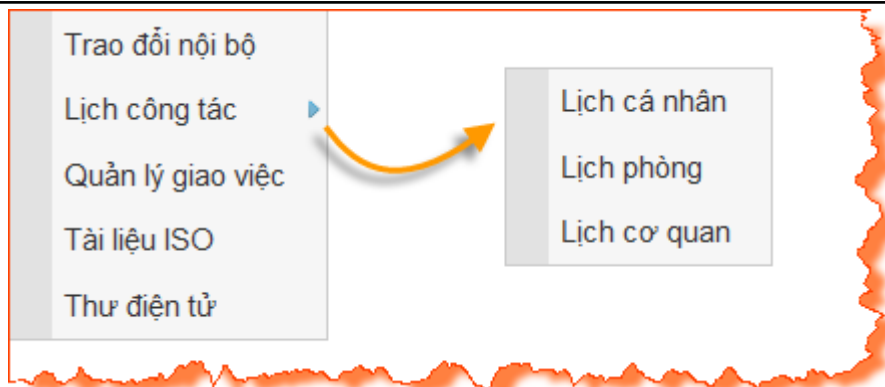 Trao đổi nội bộ
Lịch công tác
Quản lý giao việc
Tài liệu ISO
Thư điện tử
Lịch cá nhân
Lịch phòng
Lịch cơ quan